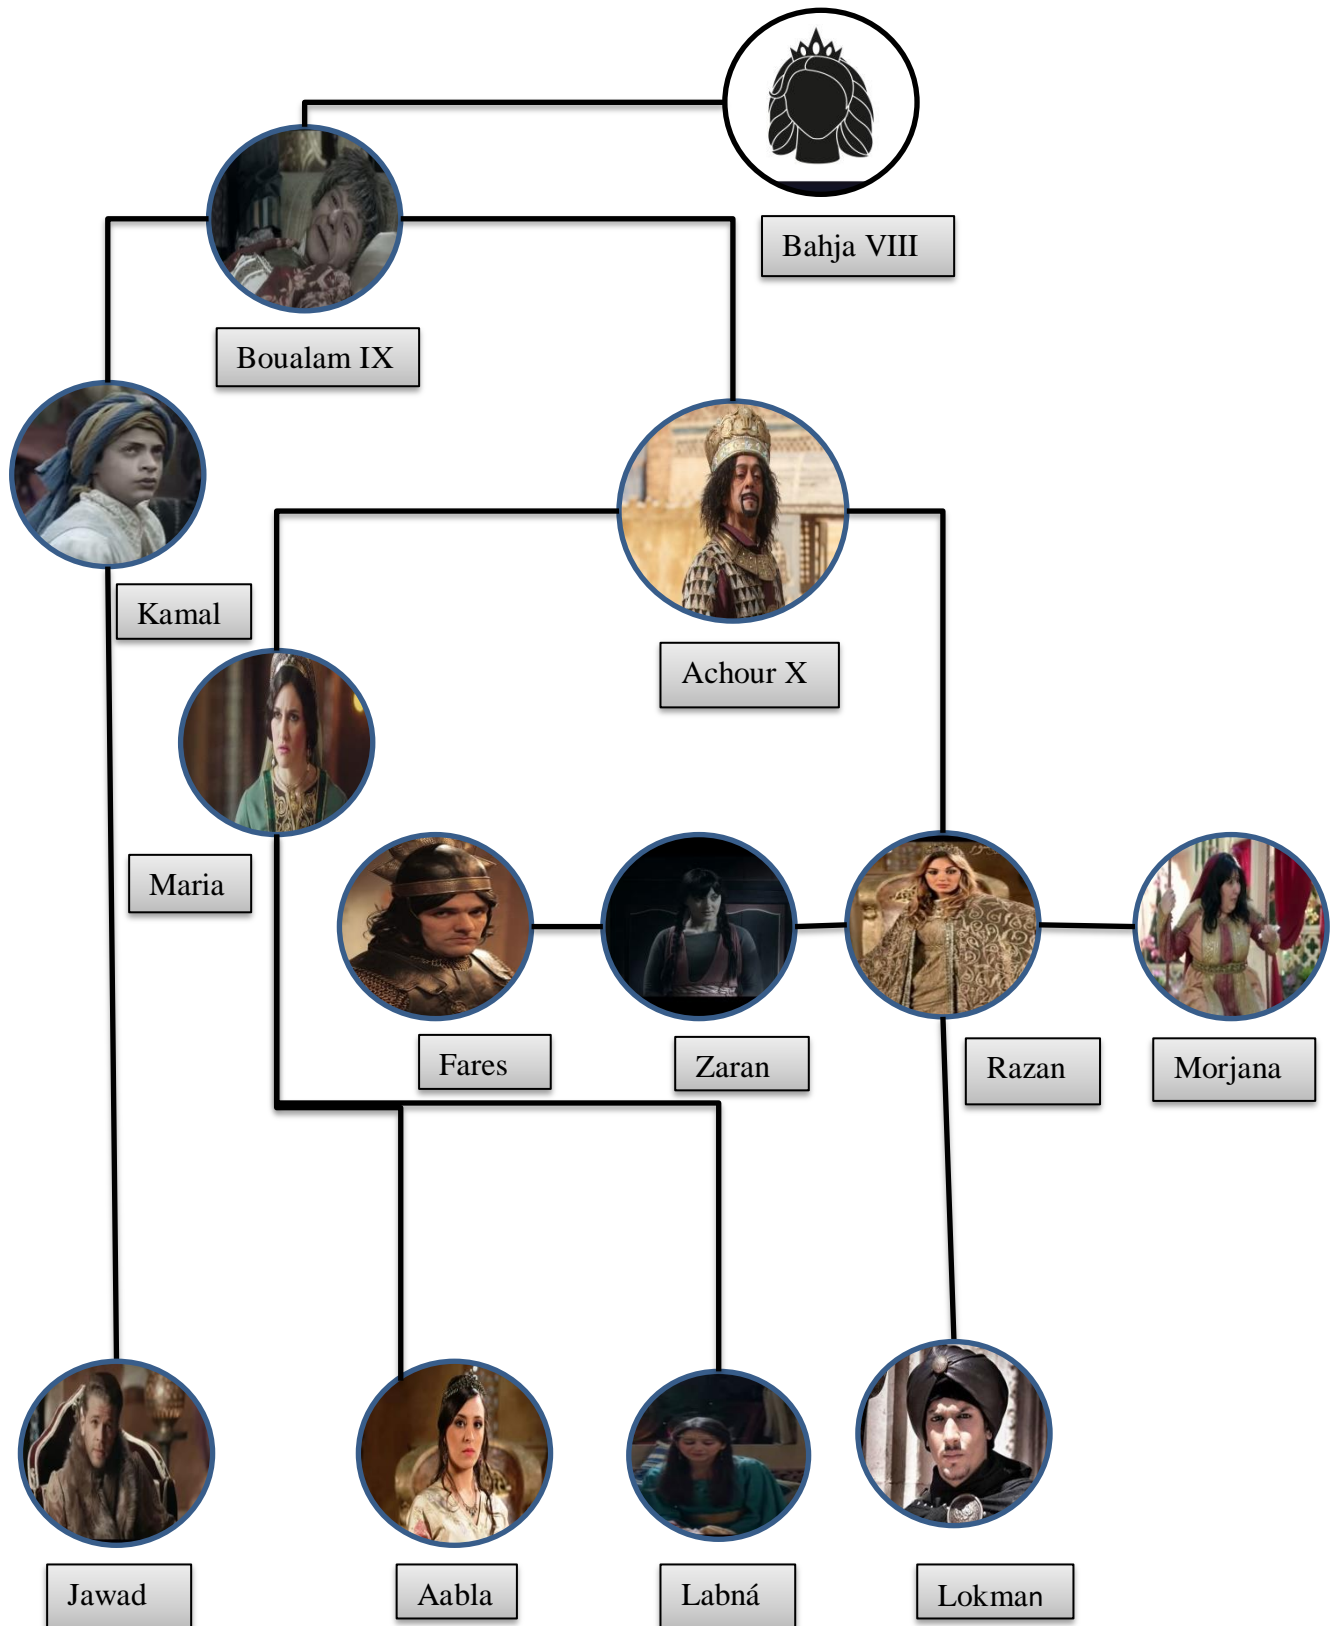 Bahja VIII
Boualam IX
Kamal
Achour X
Maria
Fares
Zaran
Razan
Morjana
Jawad
Aabla
Labná
Lokman